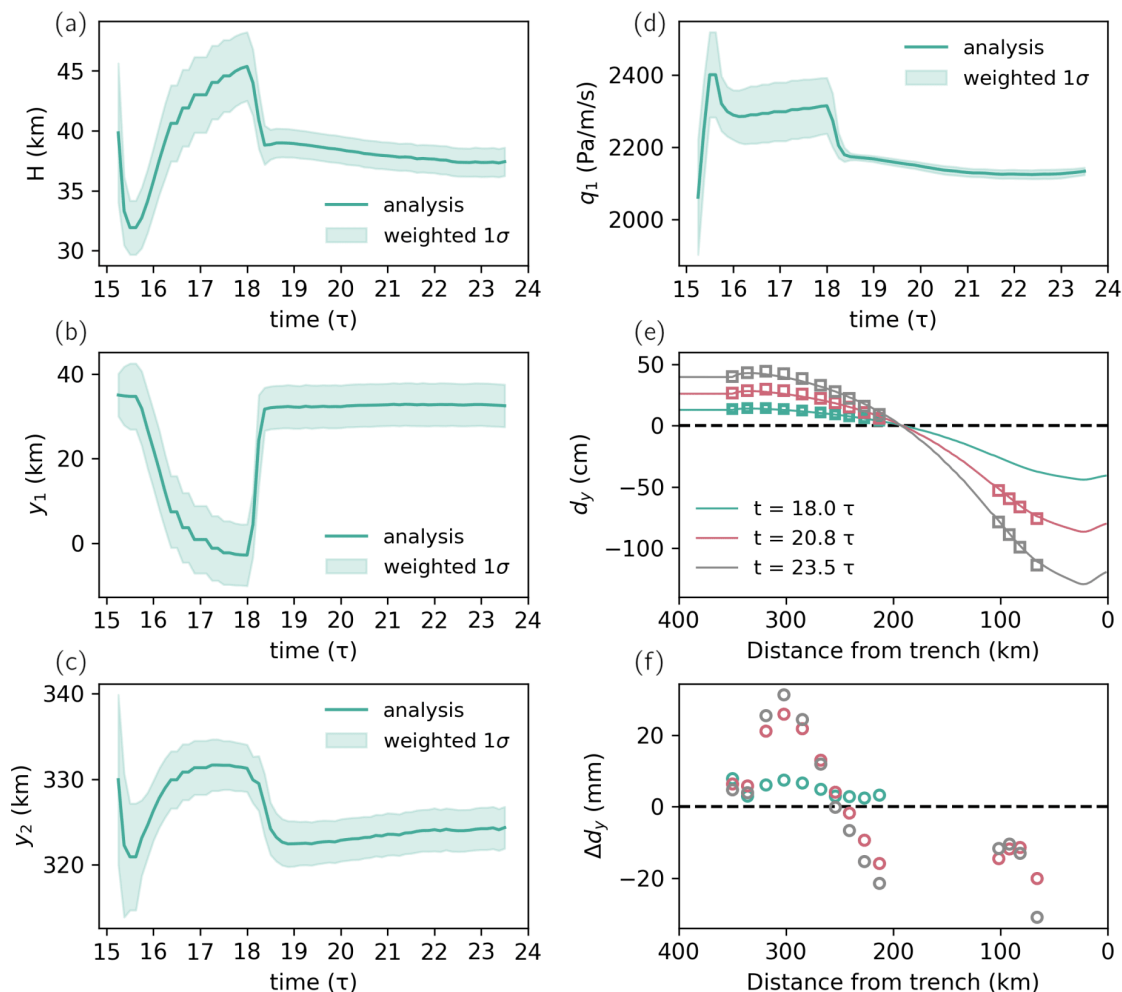 (a)
45
40
35
30
H (km)
analysis
weighted 1σ
15 16 17 18 19 20 21 22 23 24
time (τ)
(b)
40
20
0
y₁ (km)
analysis
weighted 1σ
15 16 17 18 19 20 21 22 23 24
time (τ)
(c)
340
330
320
y₂ (km)
analysis
weighted 1σ
15 16 17 18 19 20 21 22 23 24
time (τ)
(d)
2400
2200
2000
q₁ (Pa/m/s)
analysis
weighted 1σ
15 16 17 18 19 20 21 22 23 24
time (τ)
(e)
50
0
−50
−100
d_y (cm)
t = 18.0 τ
t = 20.8 τ
t = 23.5 τ
400 300 200 100 0
Distance from trench (km)
(f)
20
0
−20
Δd_y (mm)
400 300 200 100 0
Distance from trench (km)